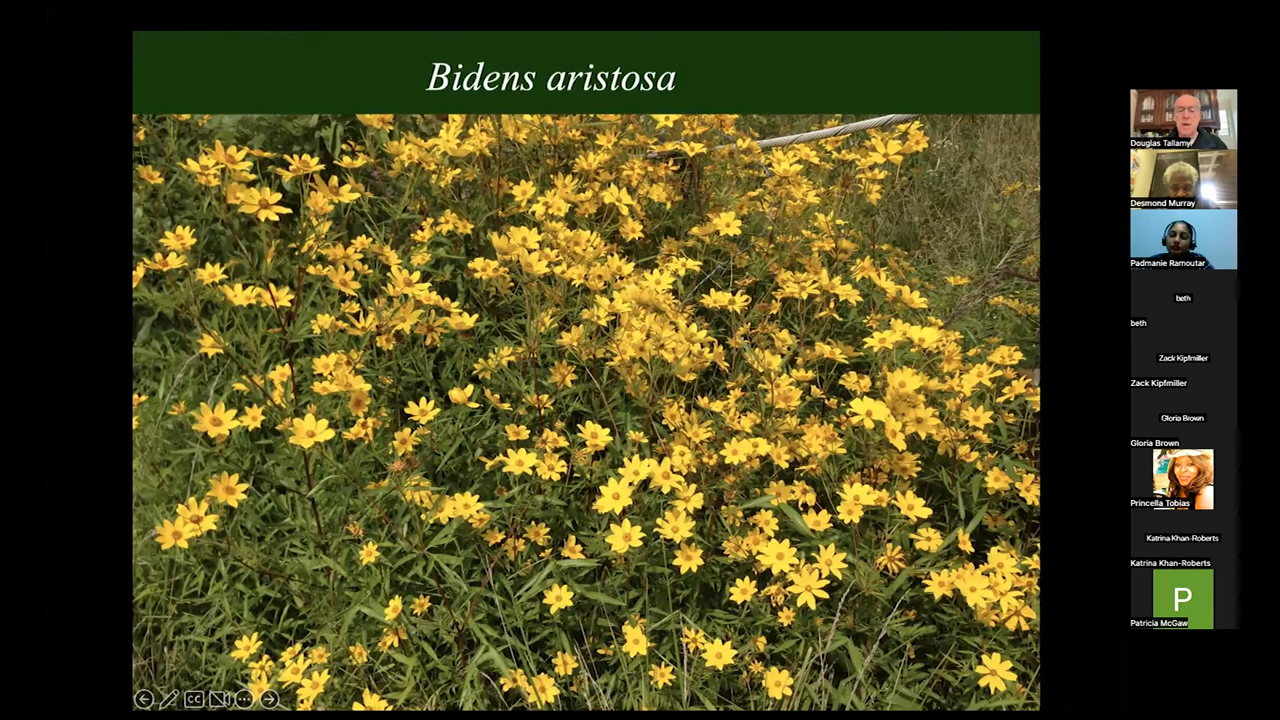 Bidens aristosa
Douglas Tallamy
Desmond Murray
Padmanie Ramoutar
beth
beth
Zack Kipfmiller
Zack Kipfmiller
Gloria Brown
Gloria Brown
Princella Tobias
Katrina Khan-Roberts
Katrina Khan-Roberts
P
Patricia McGaw
CC